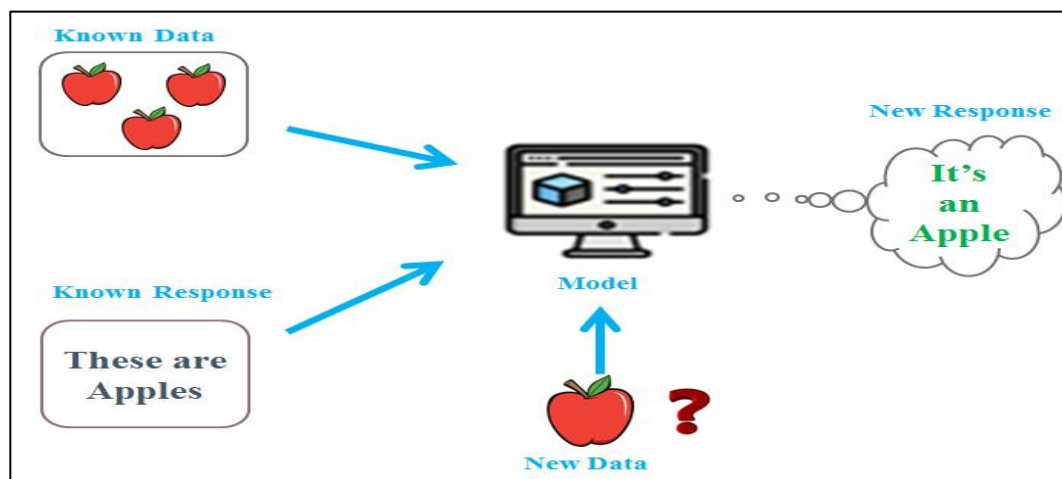 Known Data
New Response
It's
an
Apple
Model
Known Response
These are
Apples
?
New Data